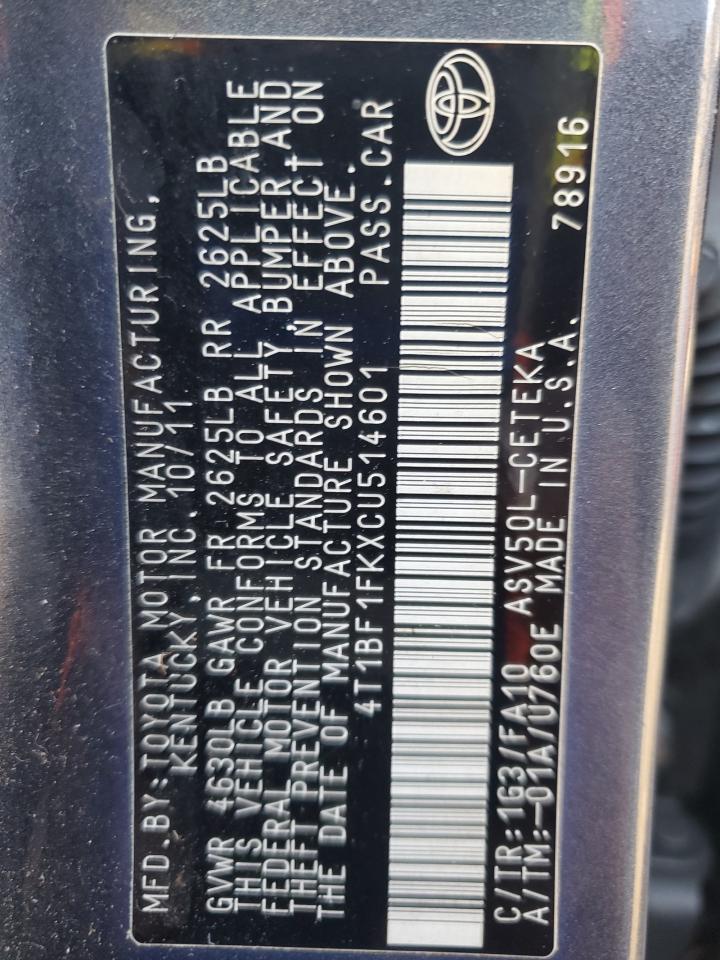 MFD.BY:TOYOTA MOTOR MANUFACTURING,
KENTUCKY,INC.10/11
GVWR 4630LB GAWR FR 2625LB RR 2625LB
THIS VEHICLE CONFORMS TO ALL APPLICABLE
FEDERAL MOTOR VEHICLE SAFETY, BUMPER,AND
THEFT PREVENTION STANDARDS IN EFFECT ON
THE DATE OF MANUFACTURE SHOWN ABOVE.
4T1BF1FKXCU514601 PASS.CAR
C/TR:1G3/FA10 ASV50L-CETEKA
A/TM:-01A/U760E MADE IN U.S.A. 78916